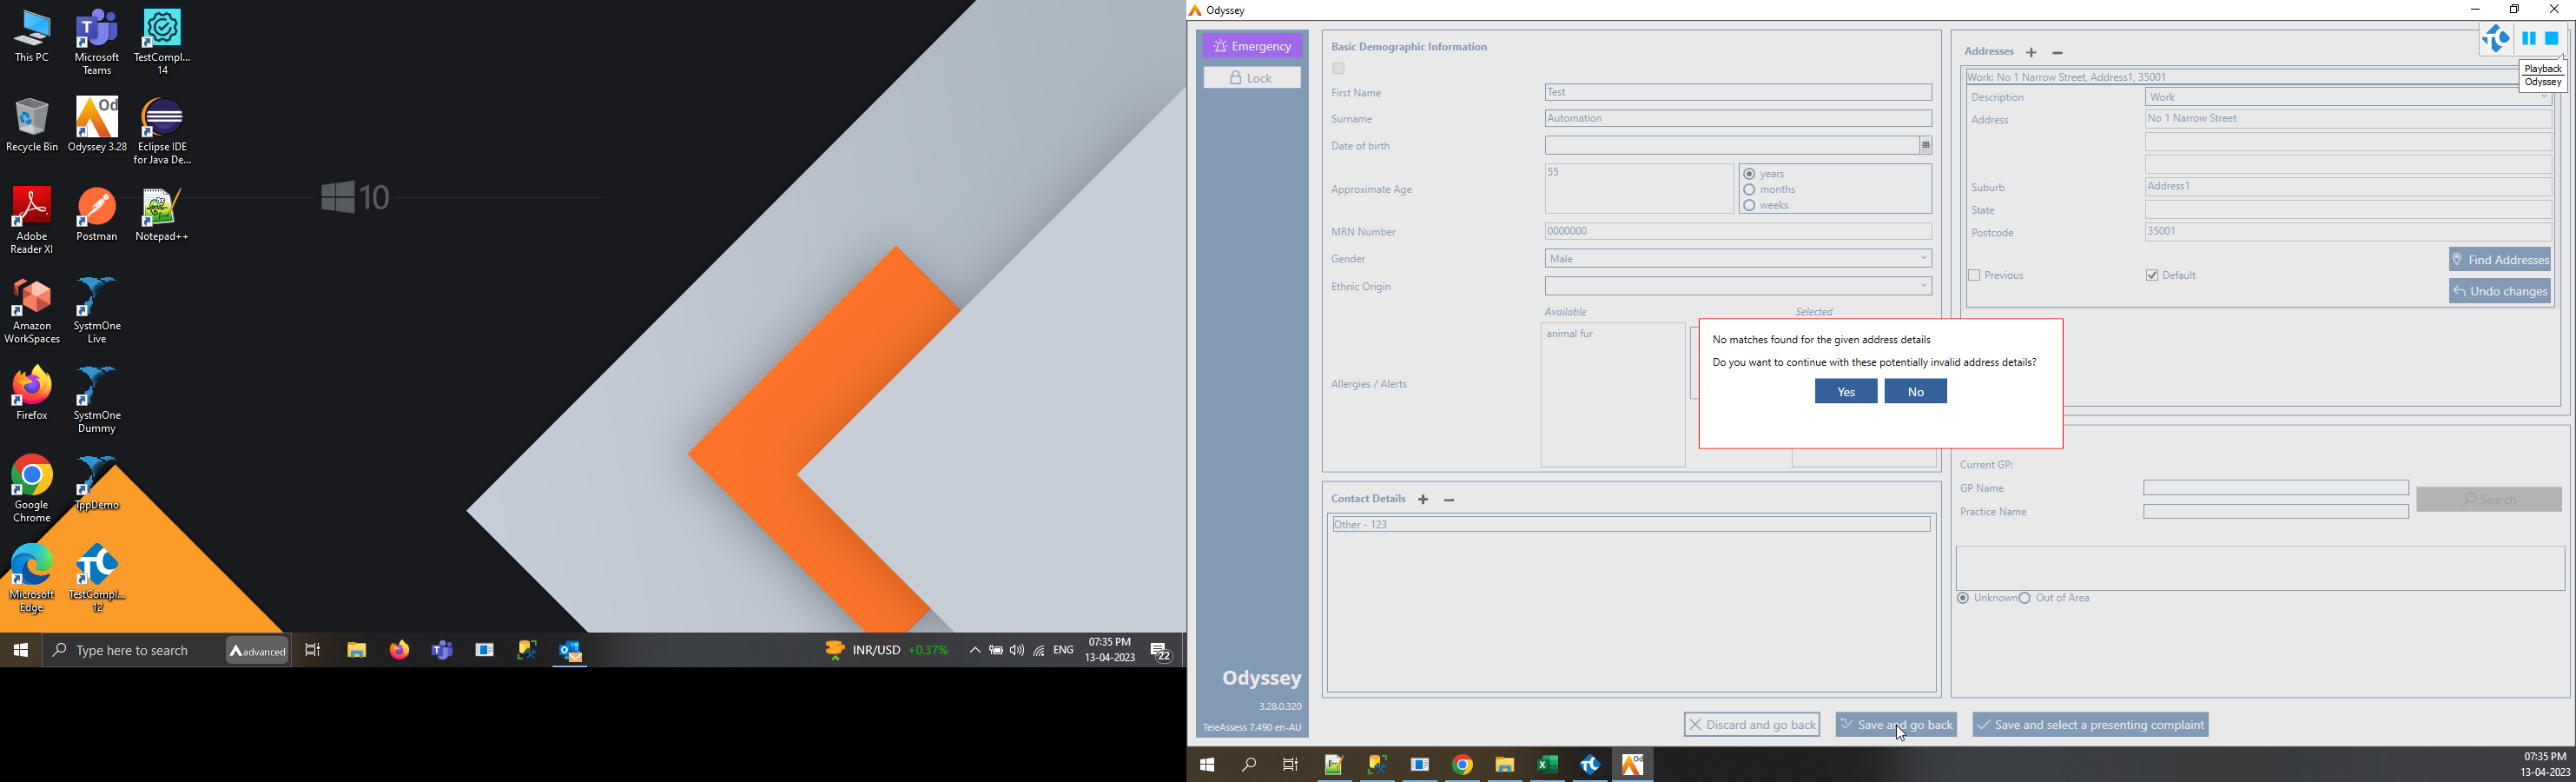 This PC
Microsoft
Teams
TestCompl...
14
Recycle Bin
Odyssey 3.28
Eclipse IDE
for Java De...
Adobe
Reader XI
Postman
Notepad++
Amazon
WorkSpaces
SystmOne
Live
Firefox
SystmOne
Dummy
Google
Chrome
TppDemo
Microsoft
Edge
TestCompl...
12
10
Type here to search
advanced
INR/USD +0.37%
ENG
07:35 PM
13-04-2023
22
Odyssey
Emergency
Lock
Odyssey
3.28.0.320
TeleAssess 7.490 en-AU
Basic Demographic Information
First Name
Test
Surname
Automation
Date of birth
Approximate Age
55
years
months
weeks
MRN Number
0000000
Gender
Male
Ethnic Origin
Available
Selected
animal fur
Allergies / Alerts
Contact Details
Other - 123
Addresses
Playback
Odyssey
Work: No 1 Narrow Street, Address1, 35001
Description
Work
Address
No 1 Narrow Street
Suburb
Address1
State
Postcode
35001
Find Addresses
Previous
Default
Undo changes
No matches found for the given address details
Do you want to continue with these potentially invalid address details?
Yes
No
Current GP:
GP Name
Search
Practice Name
Unknown
Out of Area
Discard and go back
Save and go back
Save and select a presenting complaint
07:35 PM
13-04-2023